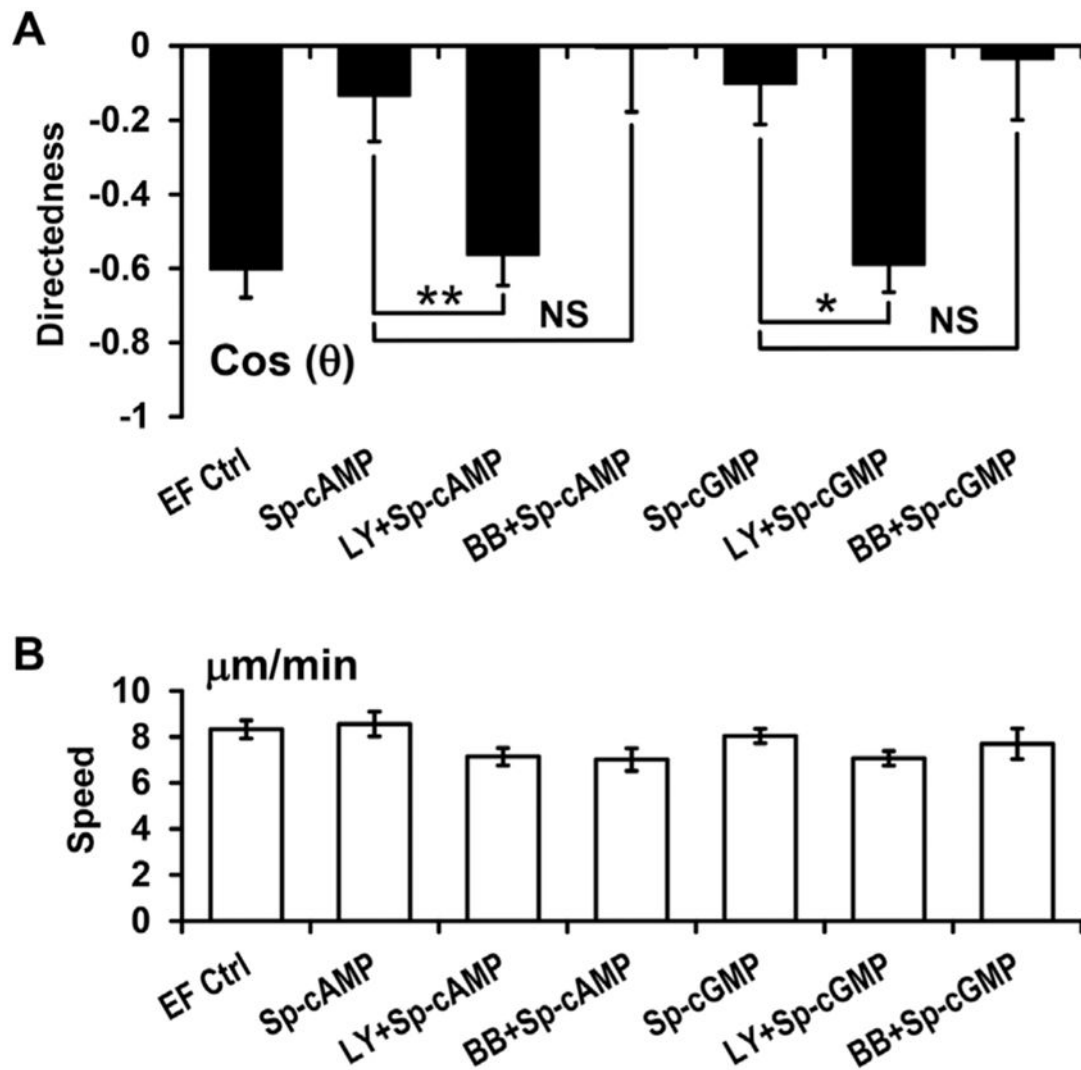 A
0
-0.2
-0.4
-0.6
-0.8
-1
Directedness
Cos (θ)
**
NS
*
NS
EF Ctrl
Sp-cAMP
LY+Sp-cAMP
BB+Sp-cAMP
Sp-cGMP
LY+Sp-cGMP
BB+Sp-cGMP
B
μm/min
10
8
6
4
2
0
Speed
EF Ctrl
Sp-cAMP
LY+Sp-cAMP
BB+Sp-cAMP
Sp-cGMP
LY+Sp-cGMP
BB+Sp-cGMP